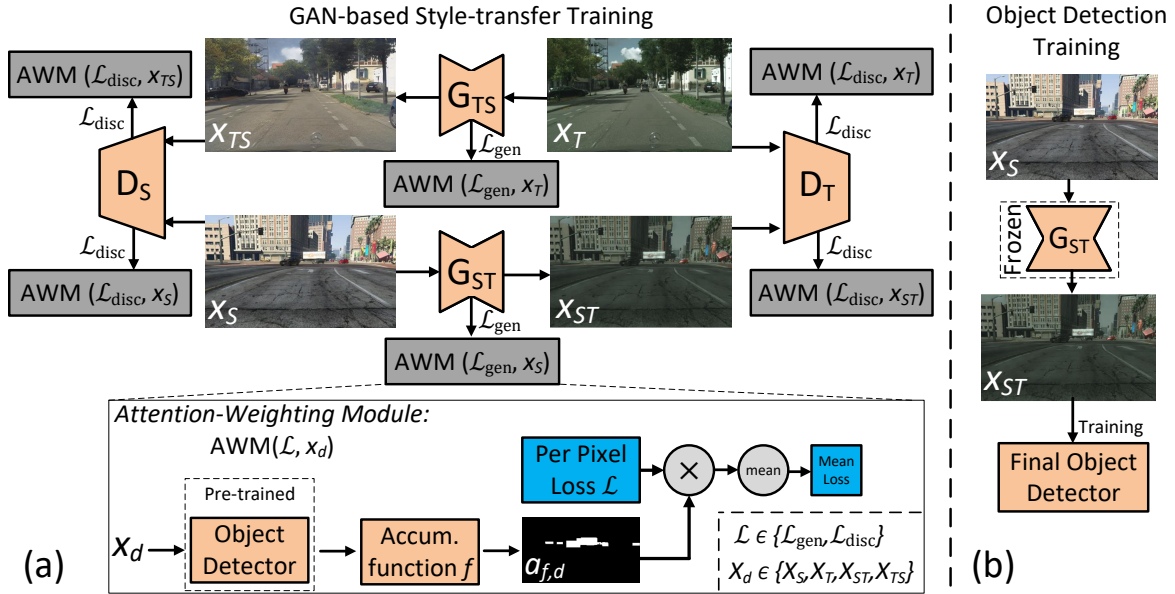 GAN-based Style-transfer Training
AWM (ℒdisc, xTS)
ℒdisc
DS
ℒdisc
AWM (ℒdisc, xS)
xTS
GTS
ℒgen
AWM (ℒgen, xT)
xT
xS
GST
ℒgen
AWM (ℒgen, xS)
xST
AWM (ℒdisc, xT)
ℒdisc
DT
ℒdisc
AWM (ℒdisc, xST)
Attention-Weighting Module:
AWM(ℒ, xd)
Per Pixel
Loss ℒ
×
mean
Mean
Loss
Pre-trained
xd
Object
Detector
Accum.
function f
af,d
ℒ ϵ {ℒgen,ℒdisc}
Xd ϵ {XS,XT,XST,XTS}
(a)
Object Detection
Training
xS
Frozen
GST
xST
Training
Final Object
Detector
(b)